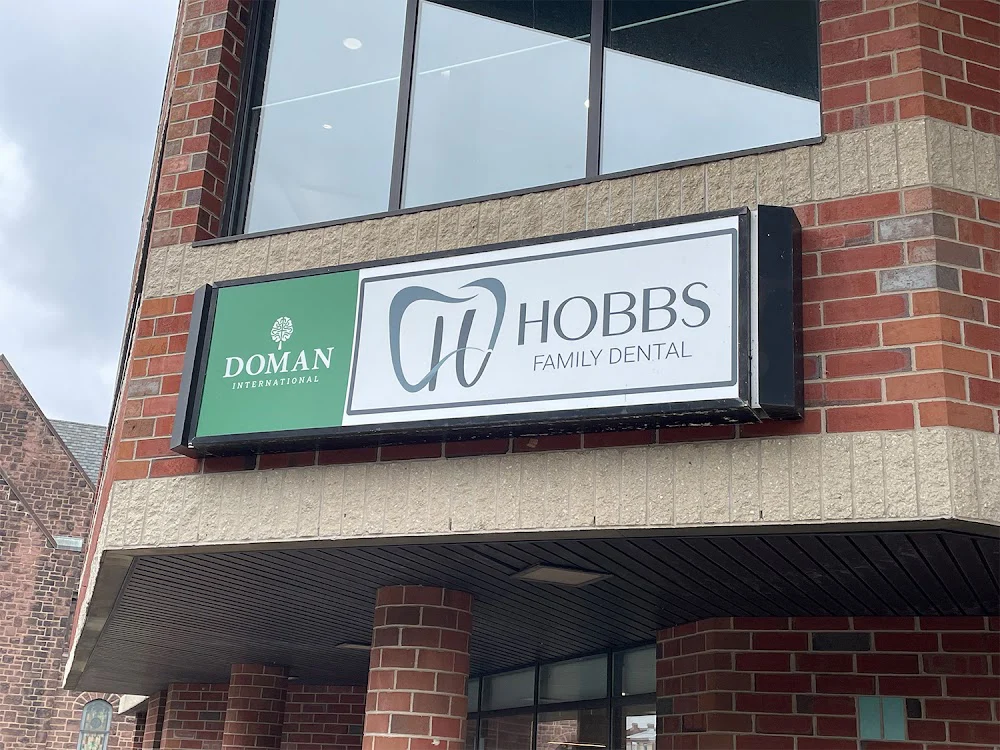 DOMAN
INTERNATIONAL
H
HOBBS
FAMILY DENTAL